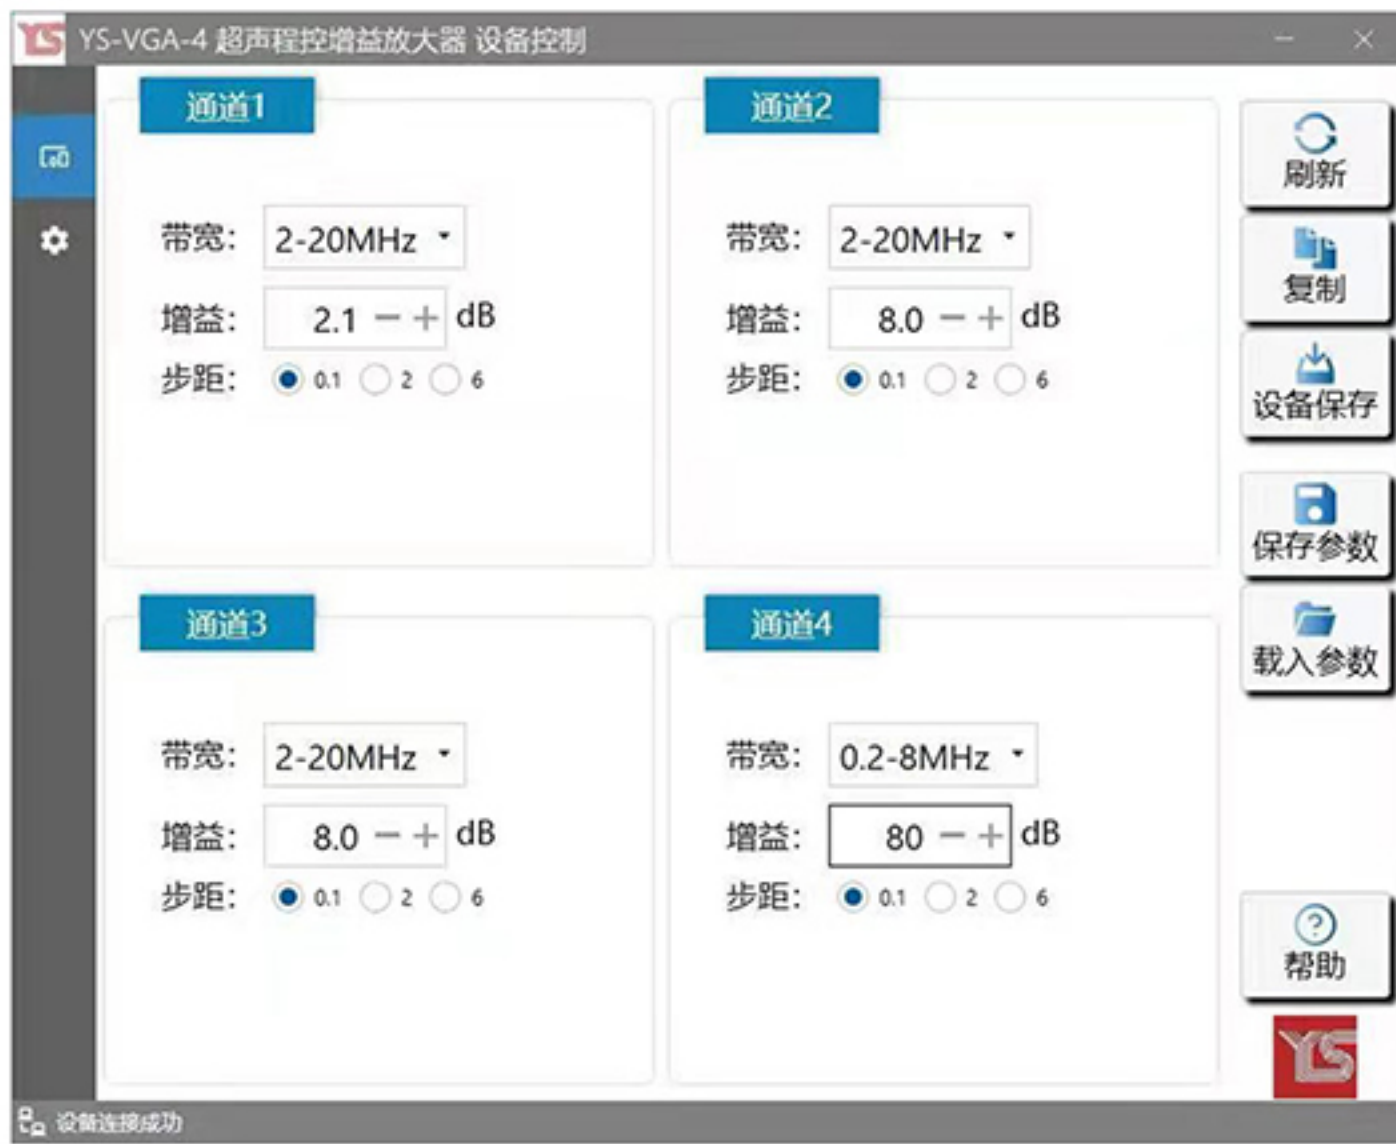 YS YS-VGA-4 超声程控增益放大器 设备控制
通道1
带宽： 2-20MHz
增益： 2.1 − + dB
步距： 0.1 2 6
通道2
带宽： 2-20MHz
增益： 8.0 − + dB
步距： 0.1 2 6
通道3
带宽： 2-20MHz
增益： 8.0 − + dB
步距： 0.1 2 6
通道4
带宽： 0.2-8MHz
增益： 80 − + dB
步距： 0.1 2 6
刷新
复制
设备保存
保存参数
载入参数
?
帮助
YS
设备连接成功